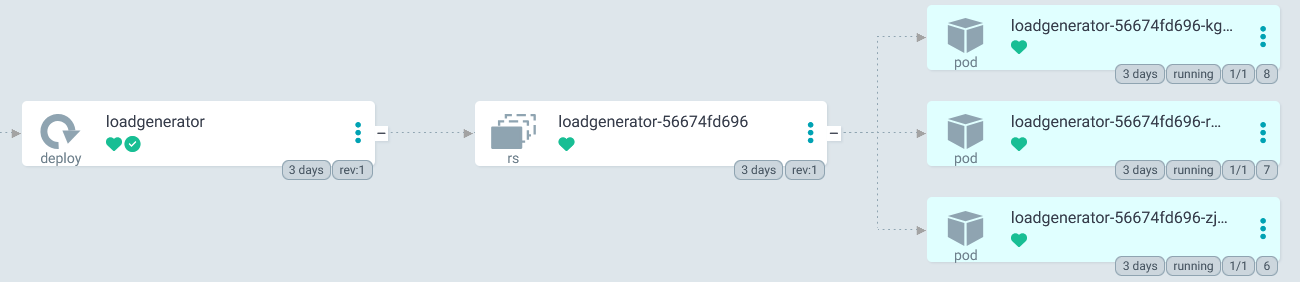 loadgenerator
deploy
3 days
rev:1
–
loadgenerator-56674fd696
rs
3 days
rev:1
–
loadgenerator-56674fd696-kg...
pod
3 days
running
1/1
8
loadgenerator-56674fd696-r...
pod
3 days
running
1/1
7
loadgenerator-56674fd696-zj...
pod
3 days
running
1/1
6